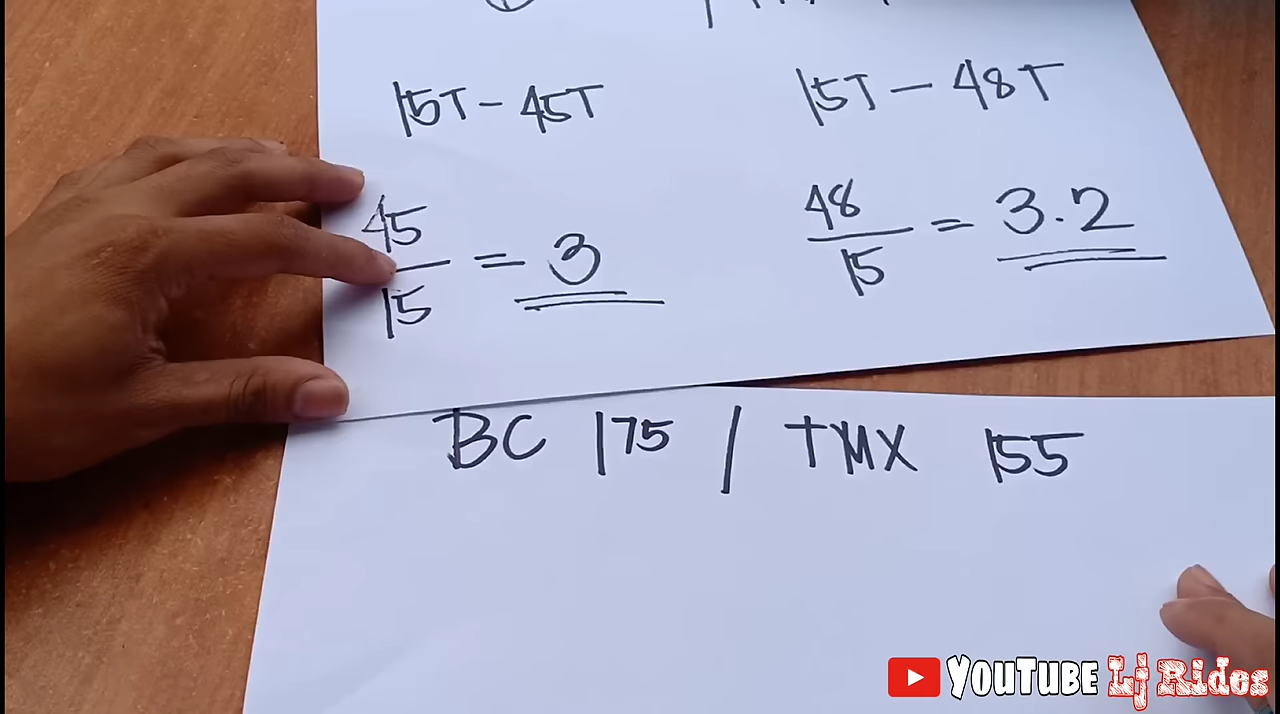 15T - 45T
15T - 48T
45
15
= 3
48
15
= 3.2
BC 175 / TMX 155
YouTube Lj Rides